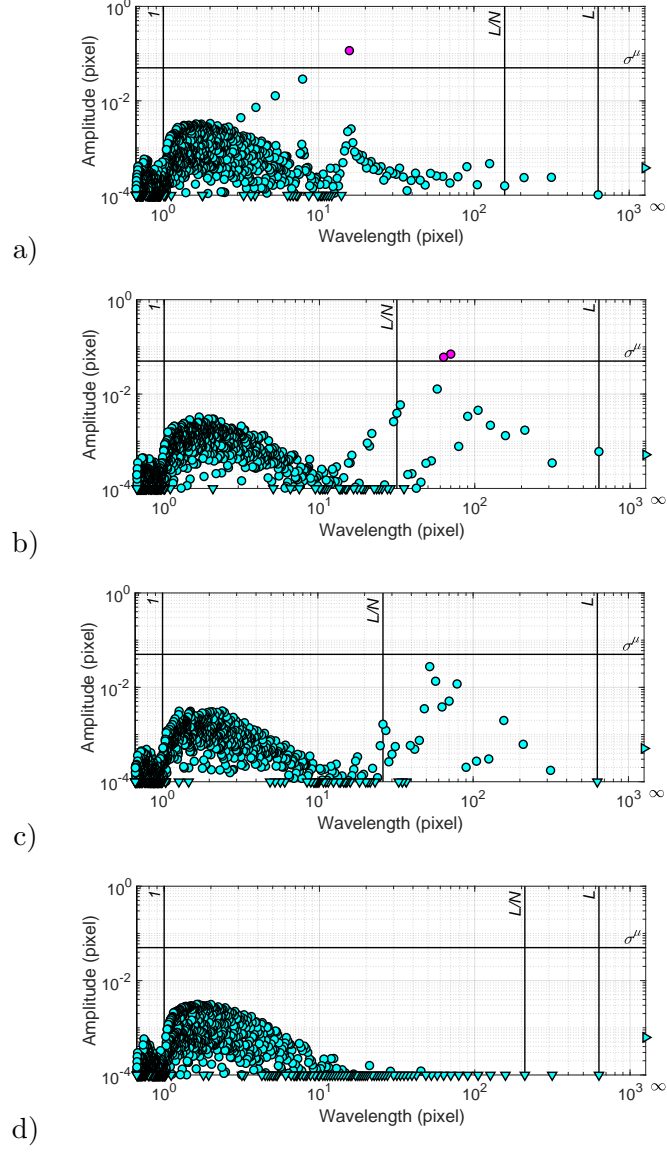 10^0
1
L/N
L
σ^μ
10^-2
10^-4
Amplitude (pixel)
10^0
10^1
10^2
10^3
∞
Wavelength (pixel)
a)
10^0
1
L/N
L
σ^μ
10^-2
10^-4
Amplitude (pixel)
10^0
10^1
10^2
10^3
∞
Wavelength (pixel)
b)
10^0
1
L/N
L
σ^μ
10^-2
10^-4
Amplitude (pixel)
10^0
10^1
10^2
10^3
∞
Wavelength (pixel)
c)
10^0
1
L/N
L
σ^μ
10^-2
10^-4
Amplitude (pixel)
10^0
10^1
10^2
10^3
∞
Wavelength (pixel)
d)